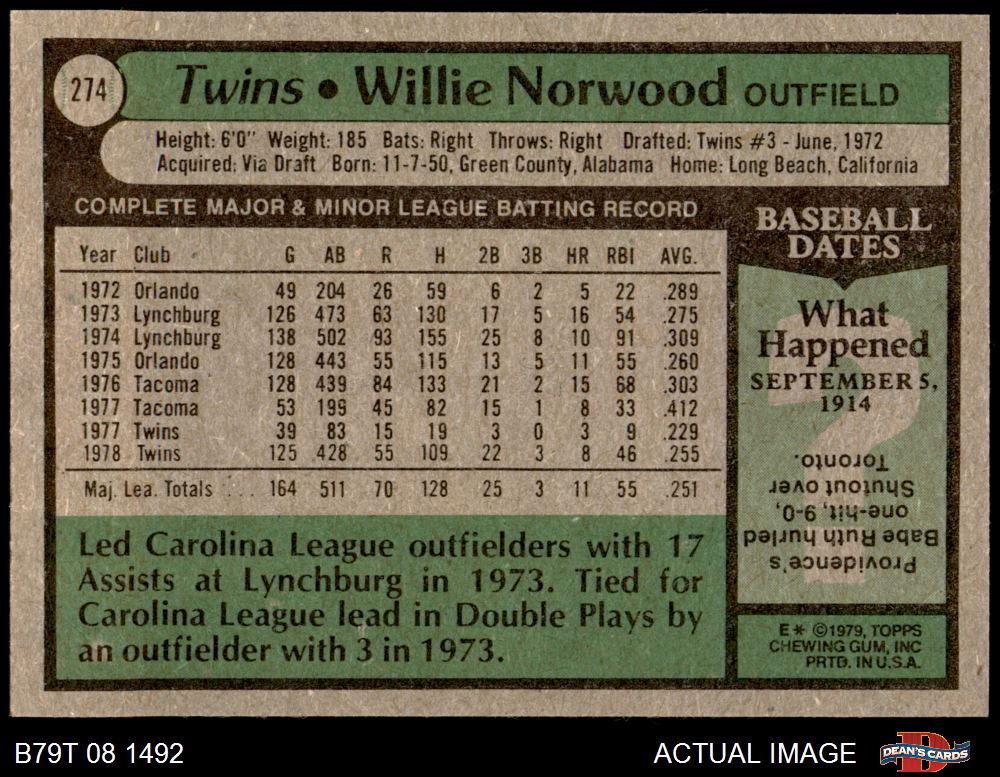 274
Twins • Willie Norwood OUTFIELD
Height: 6'0" Weight: 185 Bats: Right Throws: Right Drafted: Twins #3 - June, 1972
Acquired: Via Draft Born: 11-7-50, Green County, Alabama Home: Long Beach, California
COMPLETE MAJOR & MINOR LEAGUE BATTING RECORD
Year Club G AB R H 2B 3B HR RBI AVG.
1972 Orlando 49 204 26 59 6 2 5 22 .289
1973 Lynchburg 126 473 63 130 17 5 16 54 .275
1974 Lynchburg 138 502 93 155 25 8 10 91 .309
1975 Orlando 128 443 55 115 13 5 11 55 .260
1976 Tacoma 128 439 84 133 21 2 15 68 .303
1977 Tacoma 53 199 45 82 15 1 8 33 .412
1977 Twins 39 83 15 19 3 0 3 9 .229
1978 Twins 125 428 55 109 22 3 8 46 .255
Maj. Lea. Totals ... 164 511 70 128 25 3 11 55 .251
Led Carolina League outfielders with 17
Assists at Lynchburg in 1973. Tied for
Carolina League lead in Double Plays by
an outfielder with 3 in 1973.
BASEBALL
DATES
What
Happened
SEPTEMBER 5,
1914
?
Providence's
Babe Ruth hurled
one-hit, 9-0,
Shutout over
Toronto.
E* ©1979, TOPPS
CHEWING GUM, INC
PRTD. IN U.S.A.
B79T 08 1492
ACTUAL IMAGE
D
DEAN'S CARDS